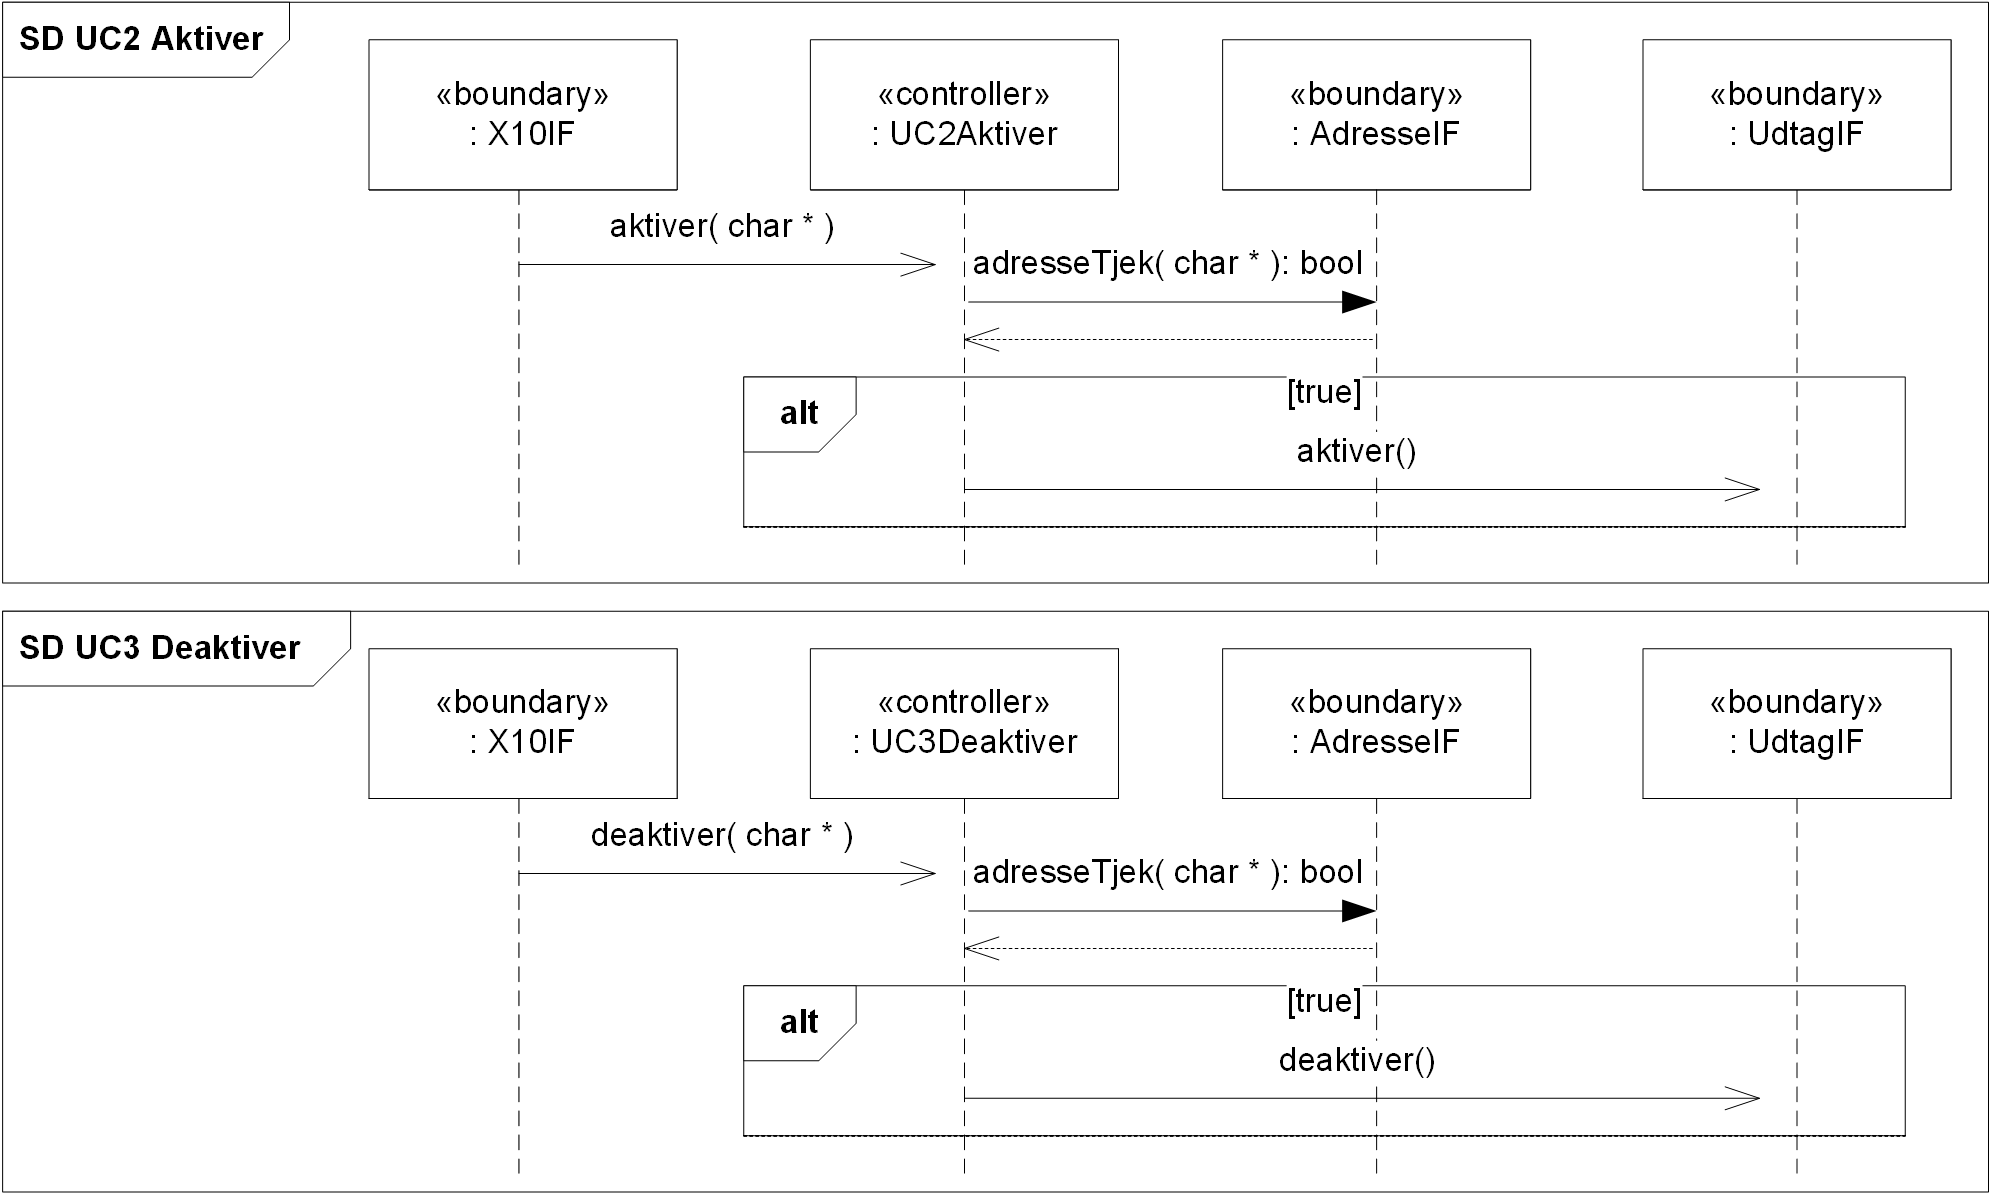 SD UC2 Aktiver
«boundary»
: X10IF
«controller»
: UC2Aktiver
«boundary»
: AdresseIF
«boundary»
: UdtagIF
aktiver( char * )
adresseTjek( char * ): bool
[true]
alt
aktiver()
SD UC3 Deaktiver
«boundary»
: X10IF
«controller»
: UC3Deaktiver
«boundary»
: AdresseIF
«boundary»
: UdtagIF
deaktiver( char * )
adresseTjek( char * ): bool
[true]
alt
deaktiver()